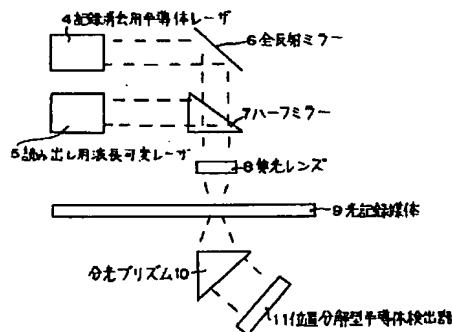 4記録消去用半導体レーザ
6全反射ミラー
7ハーフミラー
5読み出し用波長可変レーザ
8集光レンズ
9光記録媒体
分光プリズム10
11位置分解型半導体検出器